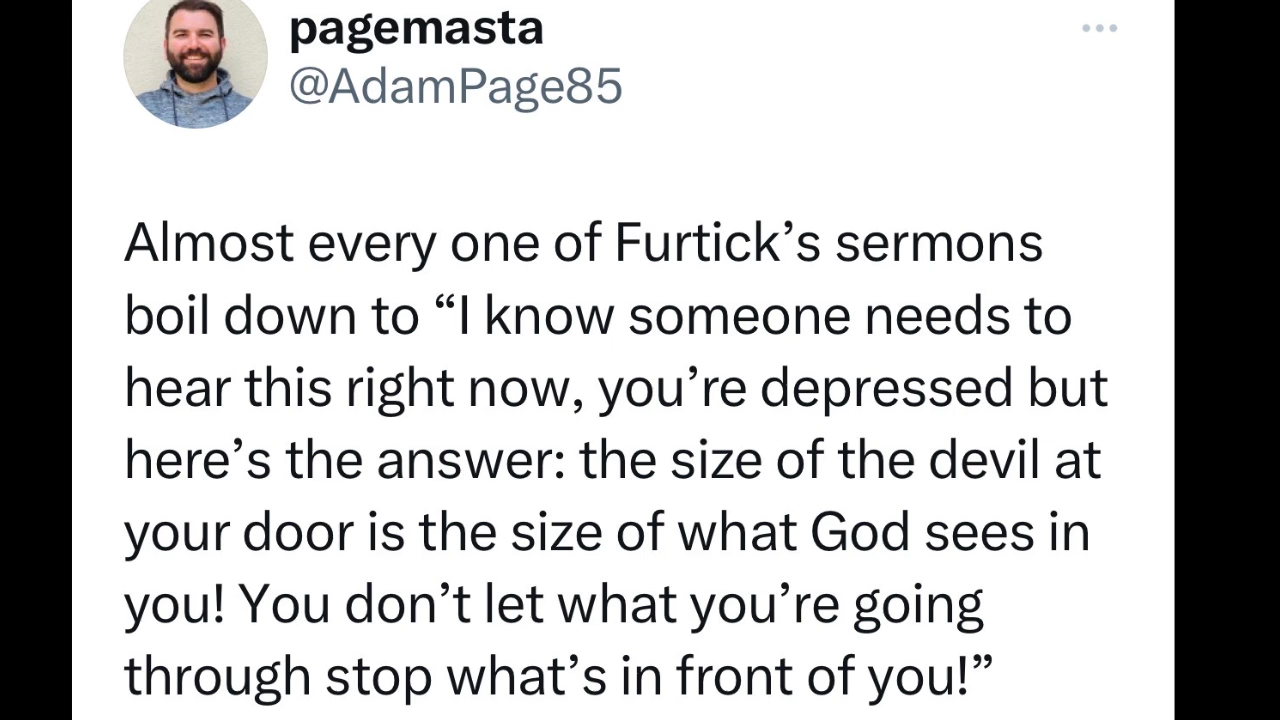 pagemasta
@AdamPage85
Almost every one of Furtick’s sermons
boil down to “I know someone needs to
hear this right now, you’re depressed but
here’s the answer: the size of the devil at
your door is the size of what God sees in
you! You don’t let what you’re going
through stop what’s in front of you!”